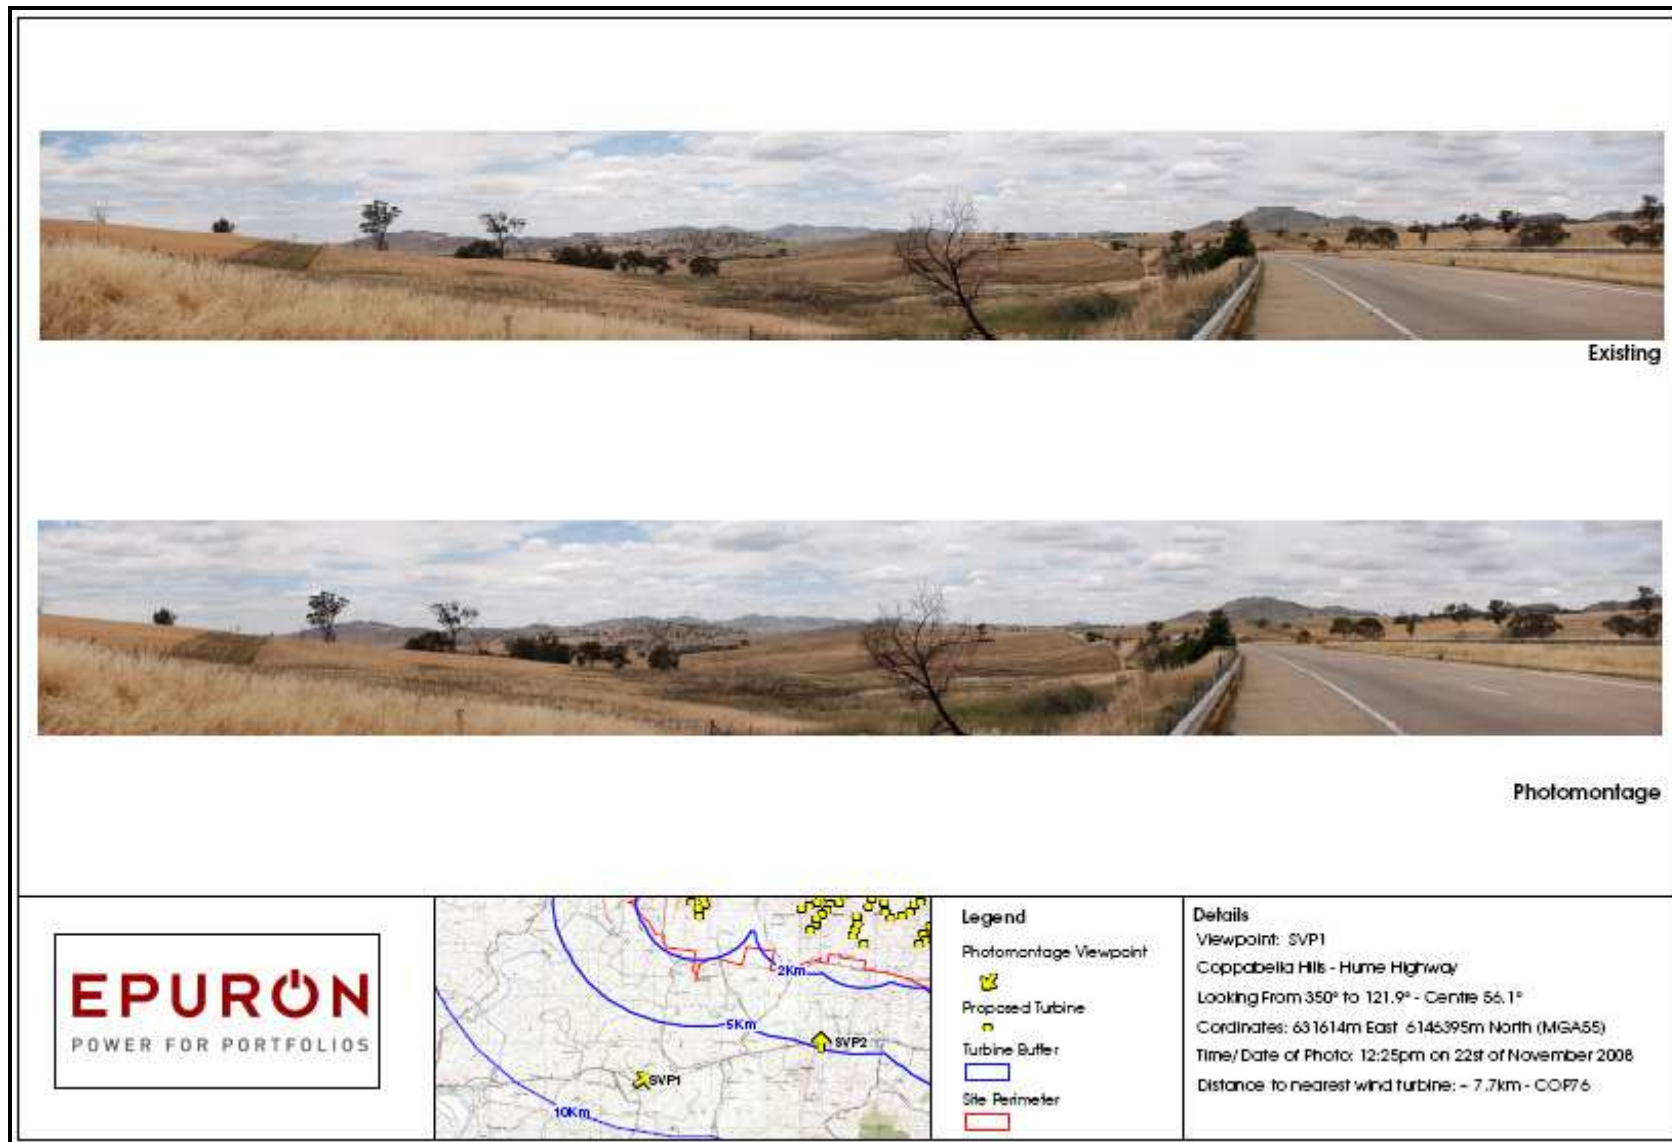 Existing
Photomontage
EPURON
POWER FOR PORTFOLIOS
2Km
5Km
SVP2
SVP1
10Km
Legend
Photomontage Viewpoint
Proposed Turbine
Turbine Buffer
Site Perimeter
Details
Viewpoint: SVP1
Coppabella Hills - Hume Highway
Looking From 350° to 121.9° - Centre 56.1°
Cordinates: 631614m East 6146395m North (MGA55)
Time/Date of Photo: 12:25pm on 22st of November 2008
Distance to nearest wind turbine: ~ 7.7km - COP76